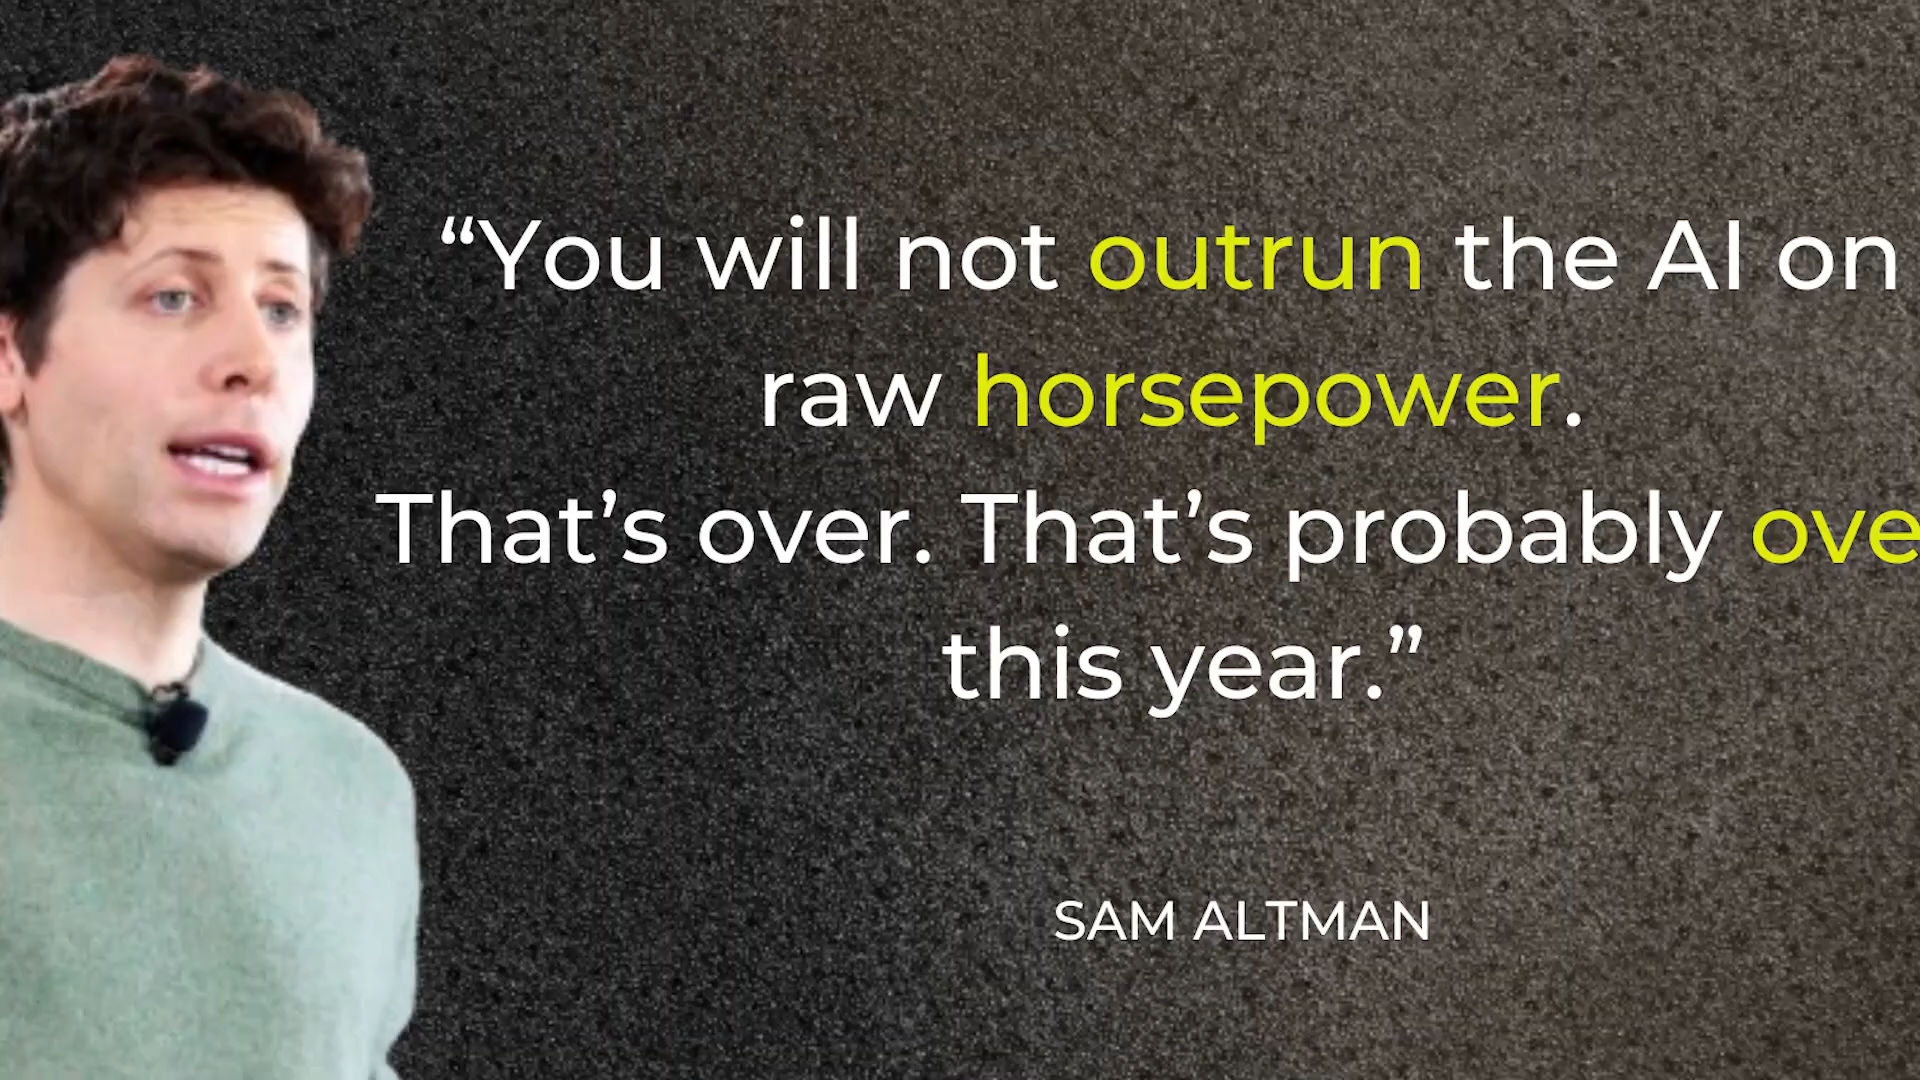 “You will not outrun the AI on
raw horsepower.
That’s over. That’s probably ove
this year.”
SAM ALTMAN